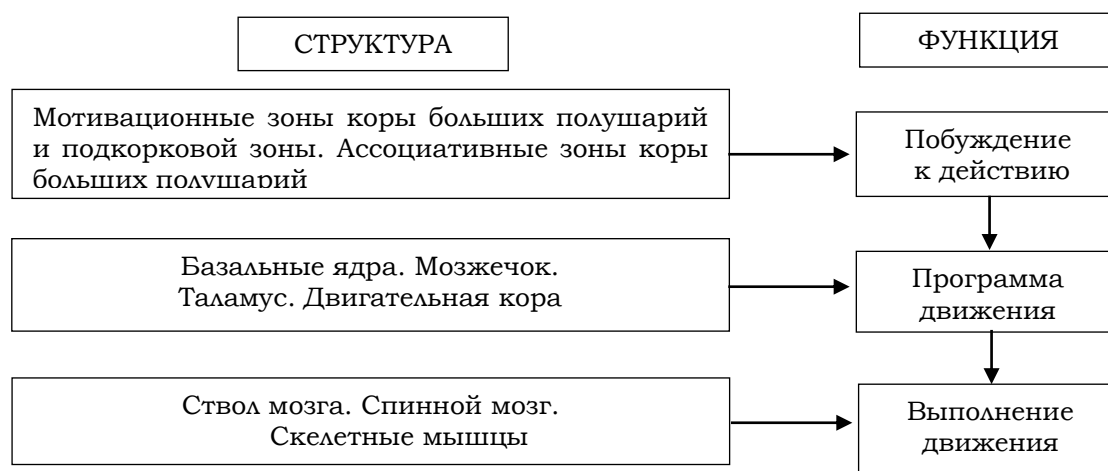 СТРУКТУРА
ФУНКЦИЯ
Мотивационные зоны коры больших полушарий
и подкорковой зоны. Ассоциативные зоны коры
больших полушарий
Побуждение
к действию
Базальные ядра. Мозжечок.
Таламус. Двигательная кора
Программа
движения
Ствол мозга. Спинной мозг.
Скелетные мышцы
Выполнение
движения